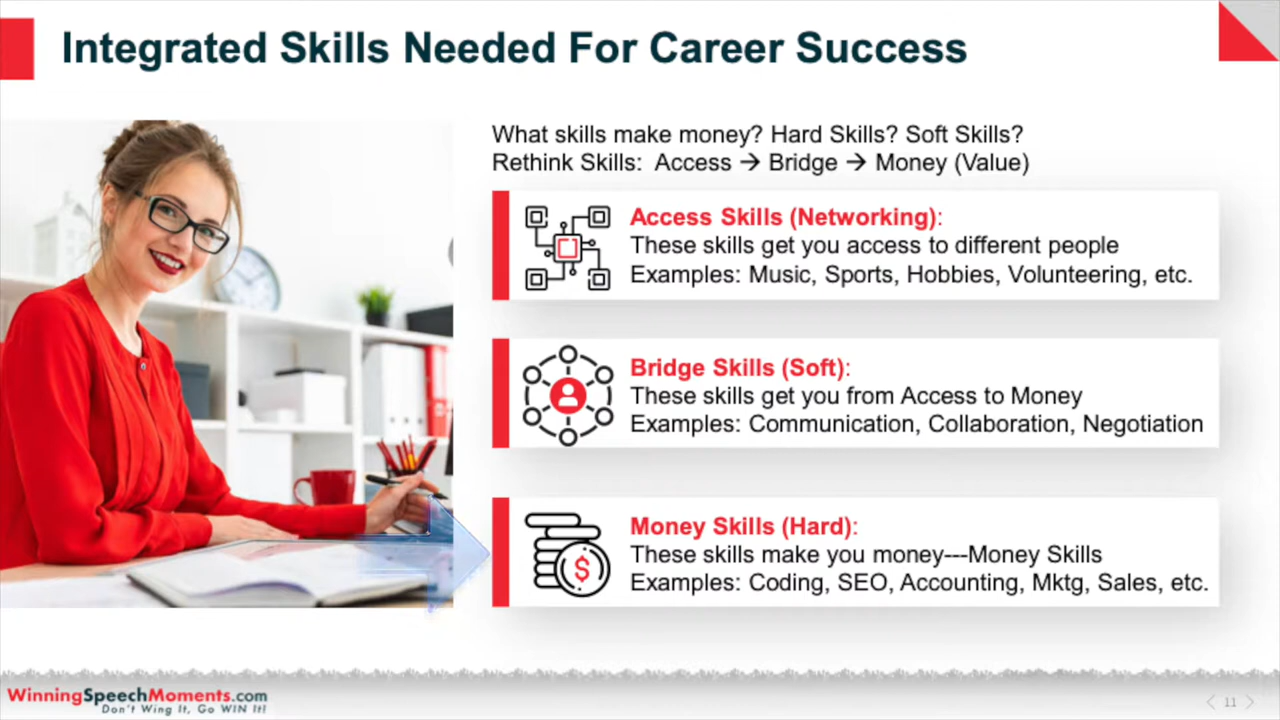 Integrated Skills Needed For Career Success
What skills make money? Hard Skills? Soft Skills?
Rethink Skills: Access → Bridge → Money (Value)
Access Skills (Networking):
These skills get you access to different people
Examples: Music, Sports, Hobbies, Volunteering, etc.
Bridge Skills (Soft):
These skills get you from Access to Money
Examples: Communication, Collaboration, Negotiation
Money Skills (Hard):
These skills make you money---Money Skills
Examples: Coding, SEO, Accounting, Mktg, Sales, etc.
$
WinningSpeechMoments.com
Don't Wing It, Go WIN It!
11